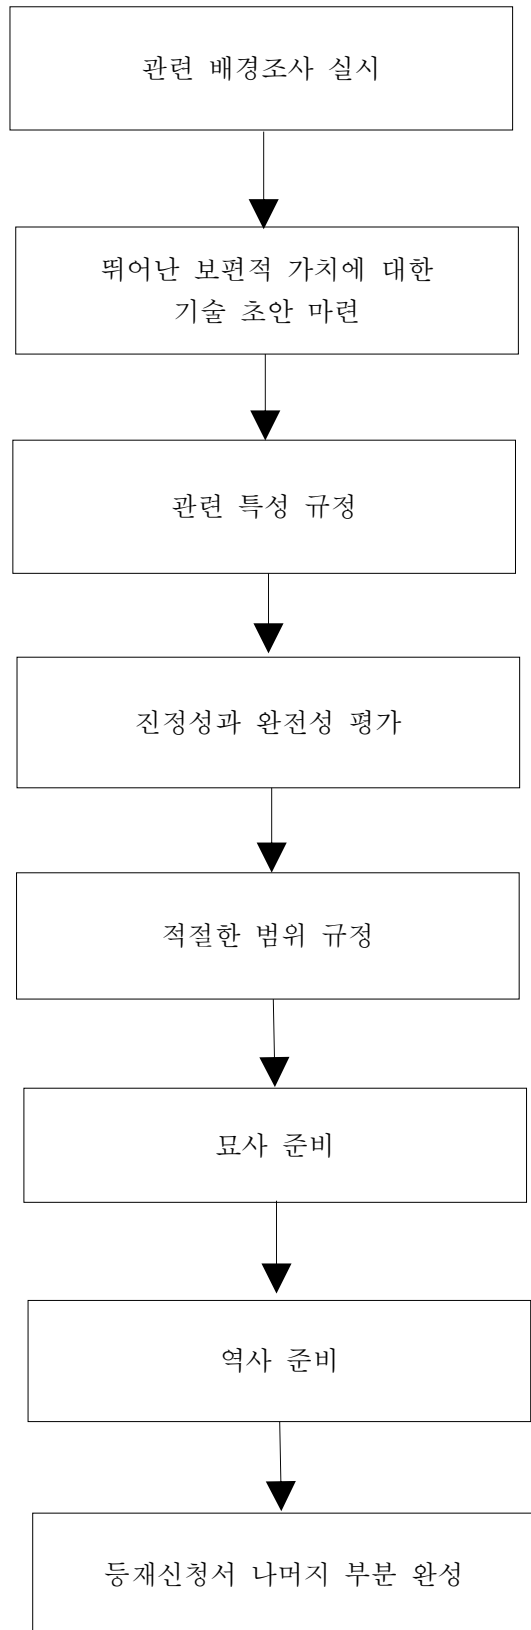 관련 배경조사 실시
뛰어난 보편적 가치에 대한
기술 초안 마련
관련 특성 규정
진정성과 완전성 평가
적절한 범위 규정
묘사 준비
역사 준비
등재신청서 나머지 부분 완성